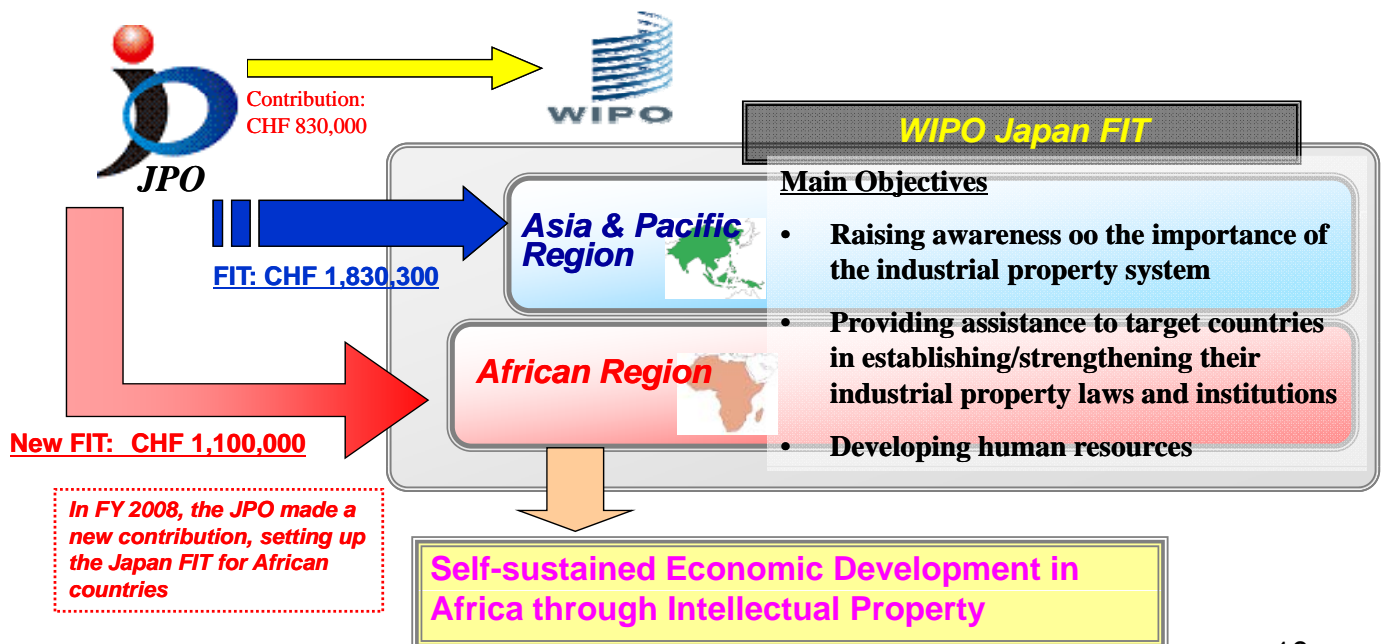 Contribution:
CHF 830,000
WIPO
JPO
WIPO Japan FIT
Main Objectives
• Raising awareness oo the importance of
the industrial property system
• Providing assistance to target countries
in establishing/strengthening their
industrial property laws and institutions
• Developing human resources
Asia & Pacific
Region
FIT: CHF 1,830,300
African Region
New FIT: CHF 1,100,000
In FY 2008, the JPO made a
new contribution, setting up
the Japan FIT for African
countries
Self-sustained Economic Development in
Africa through Intellectual Property